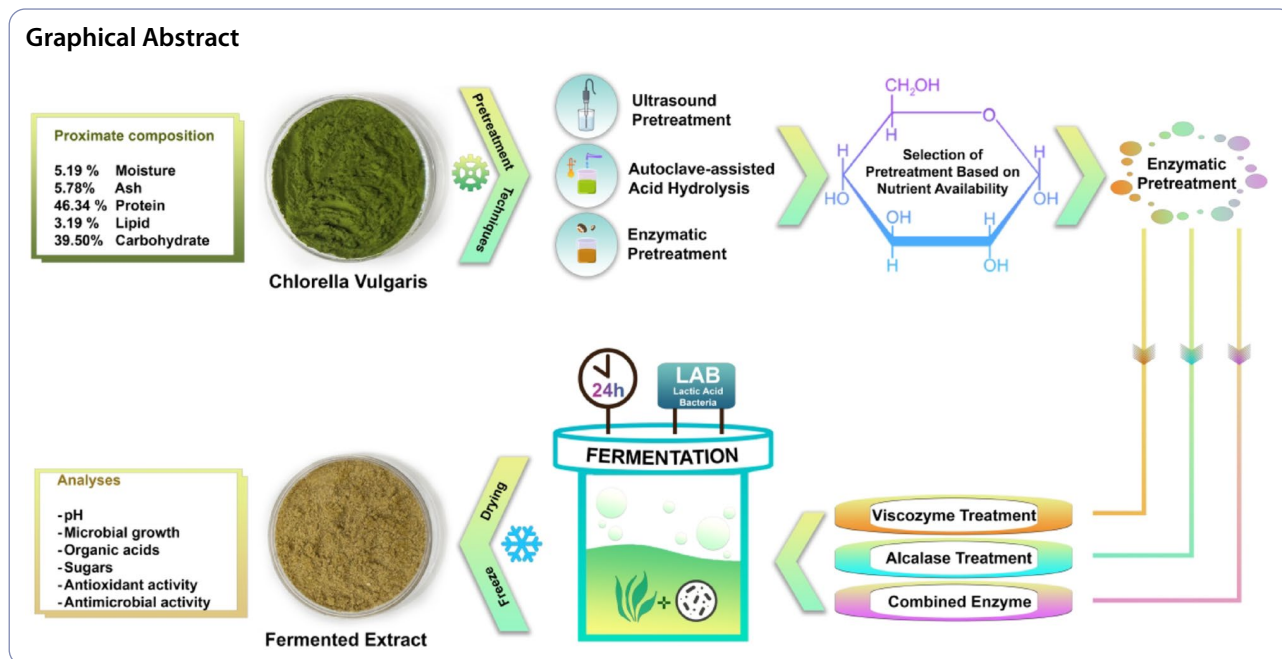 Graphical Abstract
Proximate composition
5.19 % Moisture
5.78% Ash
46.34 % Protein
3.19 % Lipid
39.50% Carbohydrate
Chlorella Vulgaris
Pretreatment
Techniques
Ultrasound
Pretreatment
Autoclave-assisted
Acid Hydrolysis
Enzymatic
Pretreatment
CH₂OH
H
O
H
H
Selection of
Pretreatment Based on
Nutrient Availability
HO
OH
OH
H
H
OH
Enzymatic
Pretreatment
Viscozyme Treatment
Alcalase Treatment
Combined Enzyme
24h
LAB
Lactic Acid
Bacteria
FERMENTATION
Freeze
Drying
Fermented Extract
Analyses
-pH
-Microbial growth
-Organic acids
-Sugars
-Antioxidant activity
-Antimicrobial activity